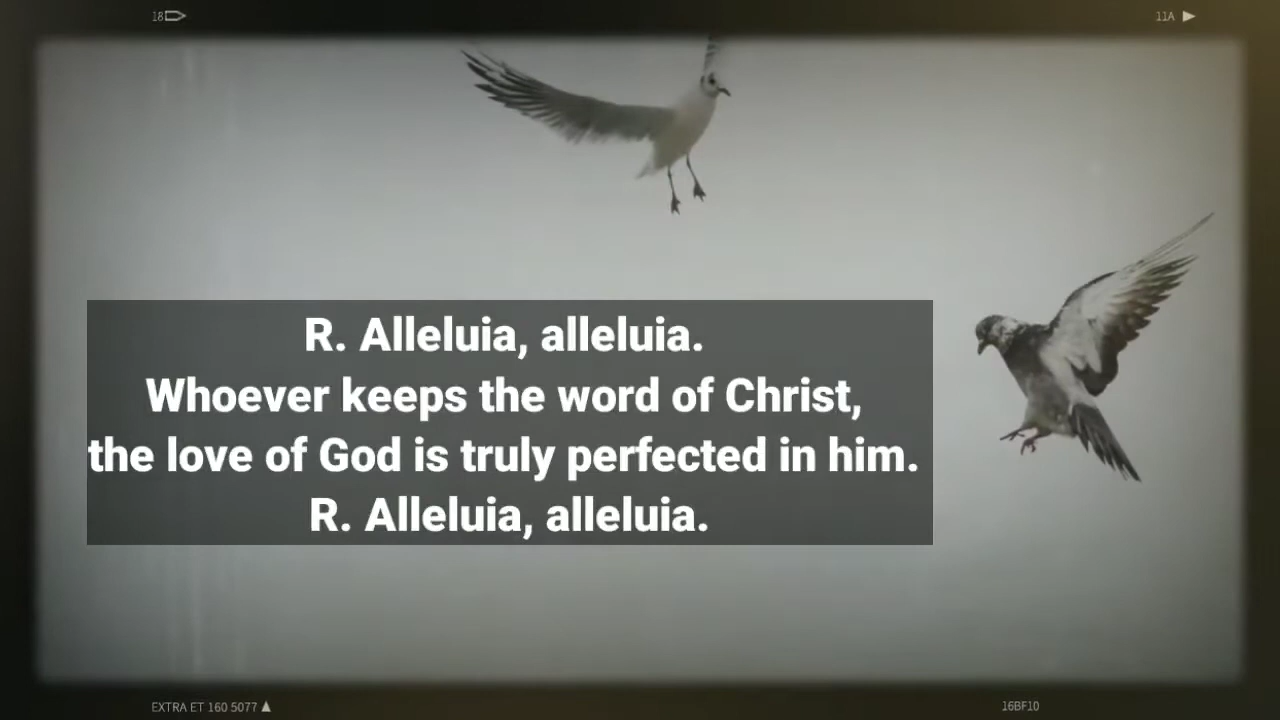 18
11A
R. Alleluia, alleluia.
Whoever keeps the word of Christ,
the love of God is truly perfected in him.
R. Alleluia, alleluia.
EXTRA ET 160 5077
16BF10